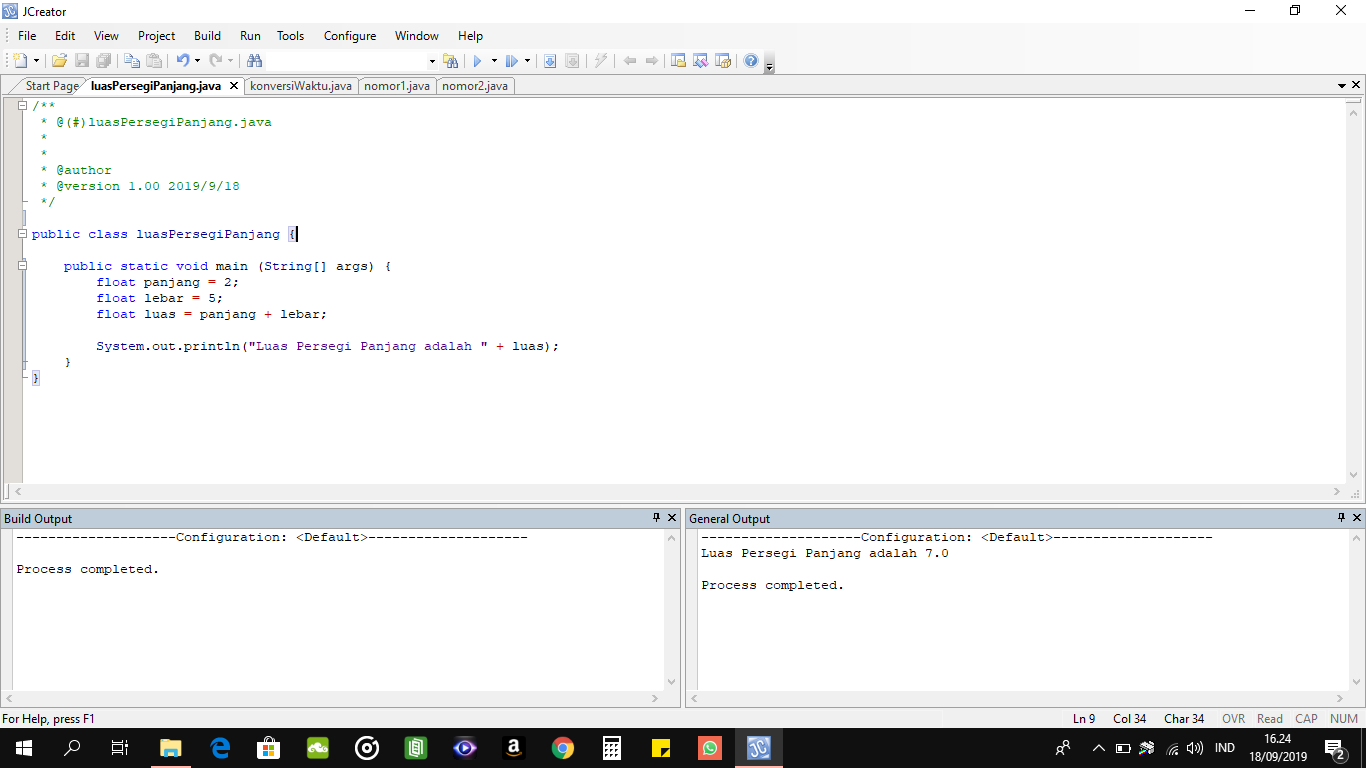 JCreator
File Edit View Project Build Run Tools Configure Window Help
Start Page luasPersegiPanjang.java konversiWaktu.java nomor1.java nomor2.java
/**
 * @(#)luasPersegiPanjang.java
 *
 *
 * @author
 * @version 1.00 2019/9/18
 */
public class luasPersegiPanjang {
public static void main (String[] args) {
float panjang = 2;
float lebar = 5;
float luas = panjang + lebar;
System.out.println("Luas Persegi Panjang adalah " + luas);
}
}
Build Output
--------------------Configuration: <Default>--------------------
Process completed.
General Output
--------------------Configuration: <Default>--------------------
Luas Persegi Panjang adalah 7.0
Process completed.
For Help, press F1
Ln 9 Col 34 Char 34 OVR Read CAP NUM
IND
16.24
18/09/2019
2